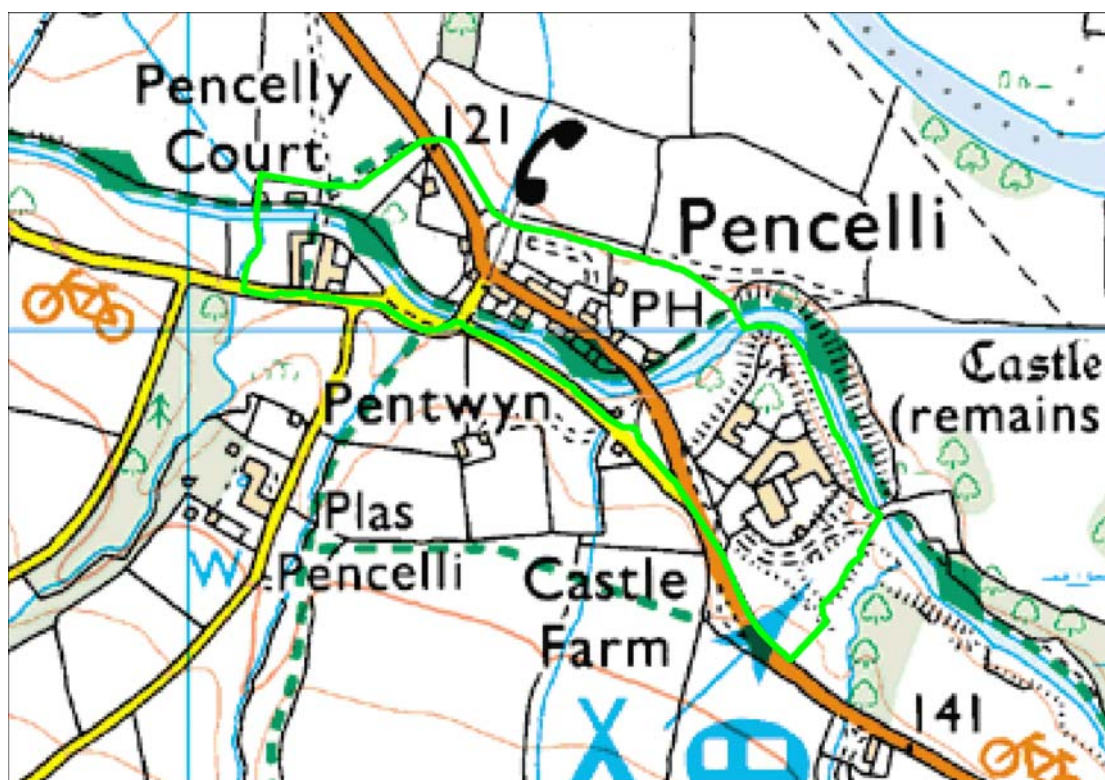 Pencelly
Court
121
Pencelli
PH
Castle
(remains
Pentwyn
Plas
Pencelli
W
Castle
Farm
141